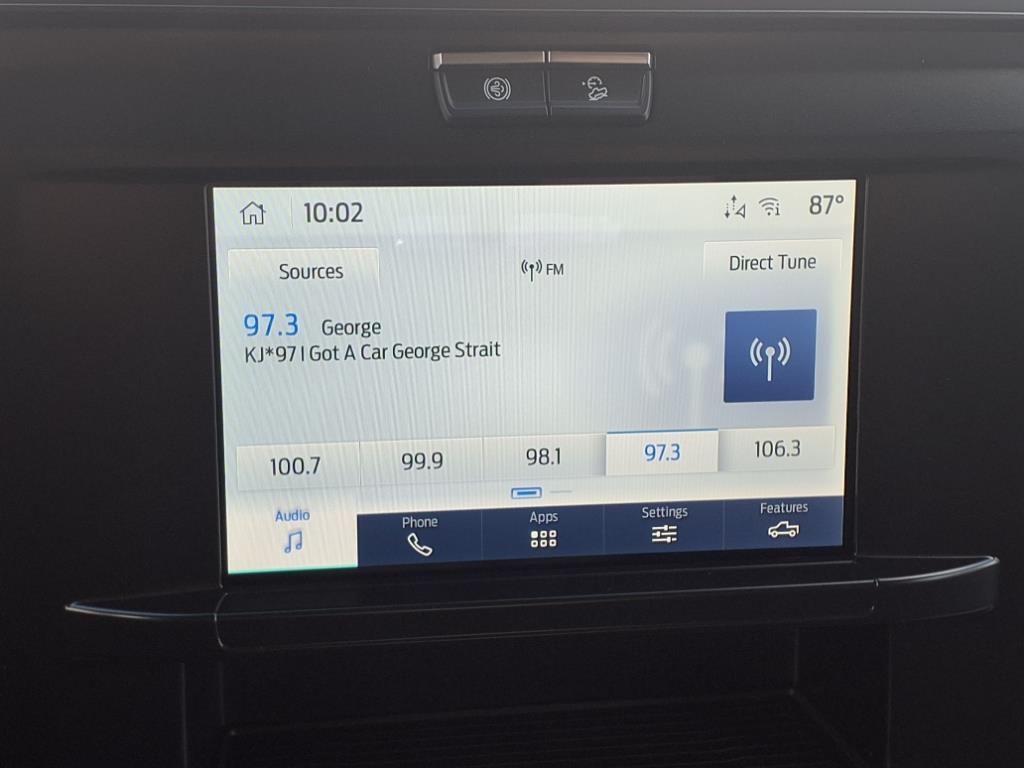 10:02
87°
Sources
FM
Direct Tune
97.3 George
KJ*97 I Got A Car George Strait
100.7 99.9 98.1 97.3 106.3
Audio Phone Apps Settings Features